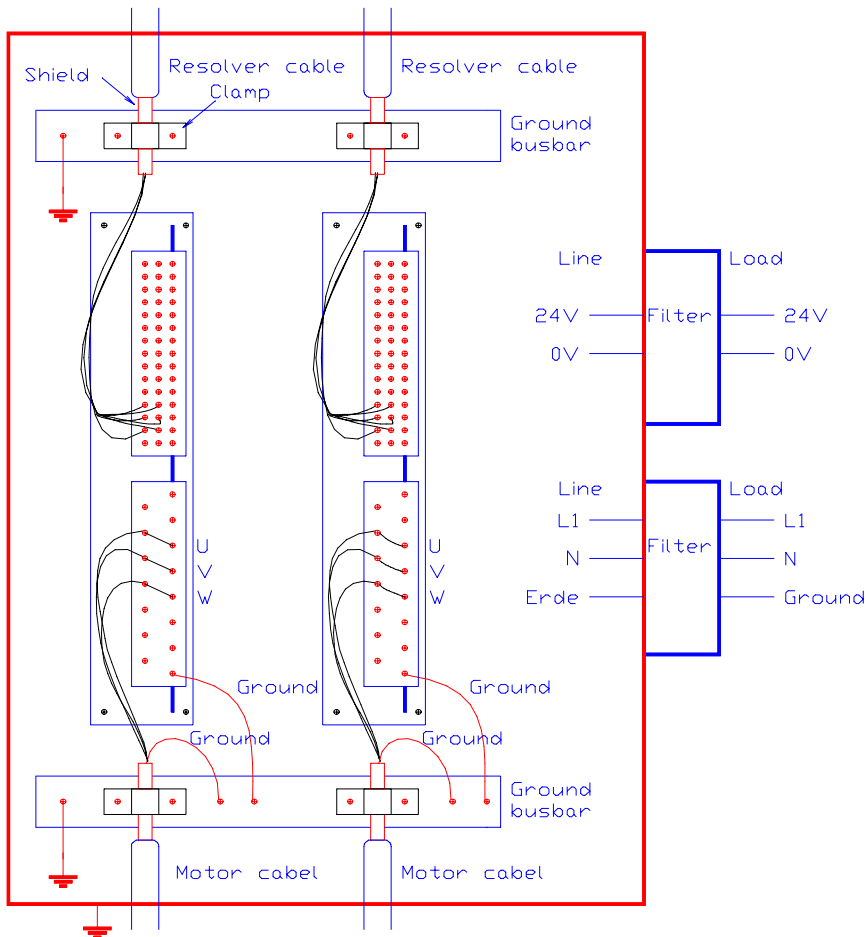 Resolver cable
Resolver cable
Shield
Clamp
Ground
busbar
Line
Load
24V
Filter
24V
0V
0V
Line
Load
L1
Filter
L1
N
N
Erde
Ground
U
V
W
U
V
W
Ground
Ground
Ground
Ground
Ground
busbar
Motor cabel
Motor cabel